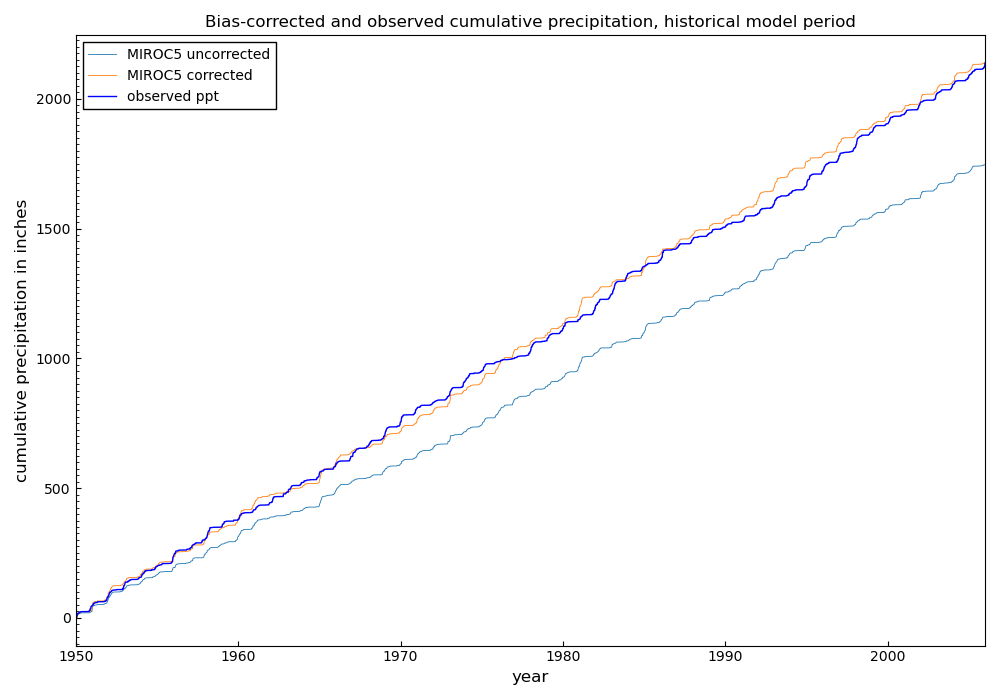 Bias-corrected and observed cumulative precipitation, historical model period
MIROC5 uncorrected
MIROC5 corrected
observed ppt
cumulative precipitation in inches
2000
1500
1000
500
0
1950 1960 1970 1980 1990 2000
year